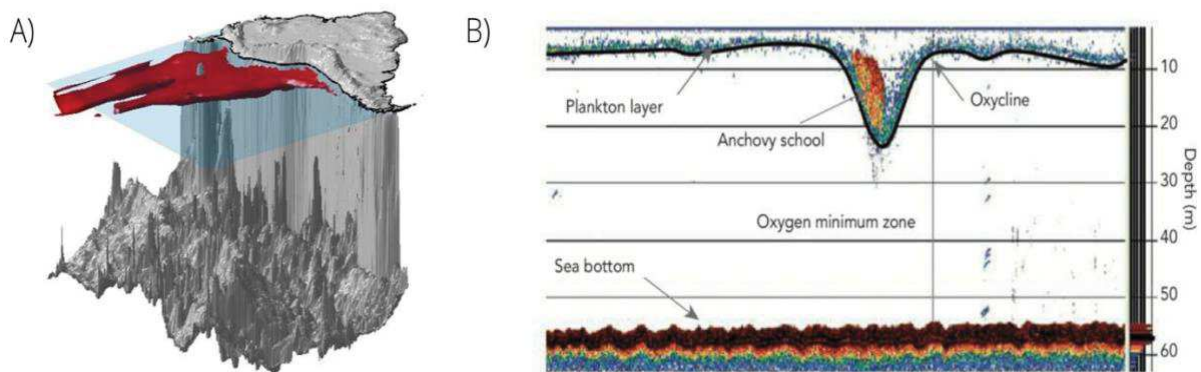 A)
B)
10
Plankton layer
Oxycline
Anchovy school
20
30
Oxygen minimum zone
40
Sea bottom
50
60
Depth (m)